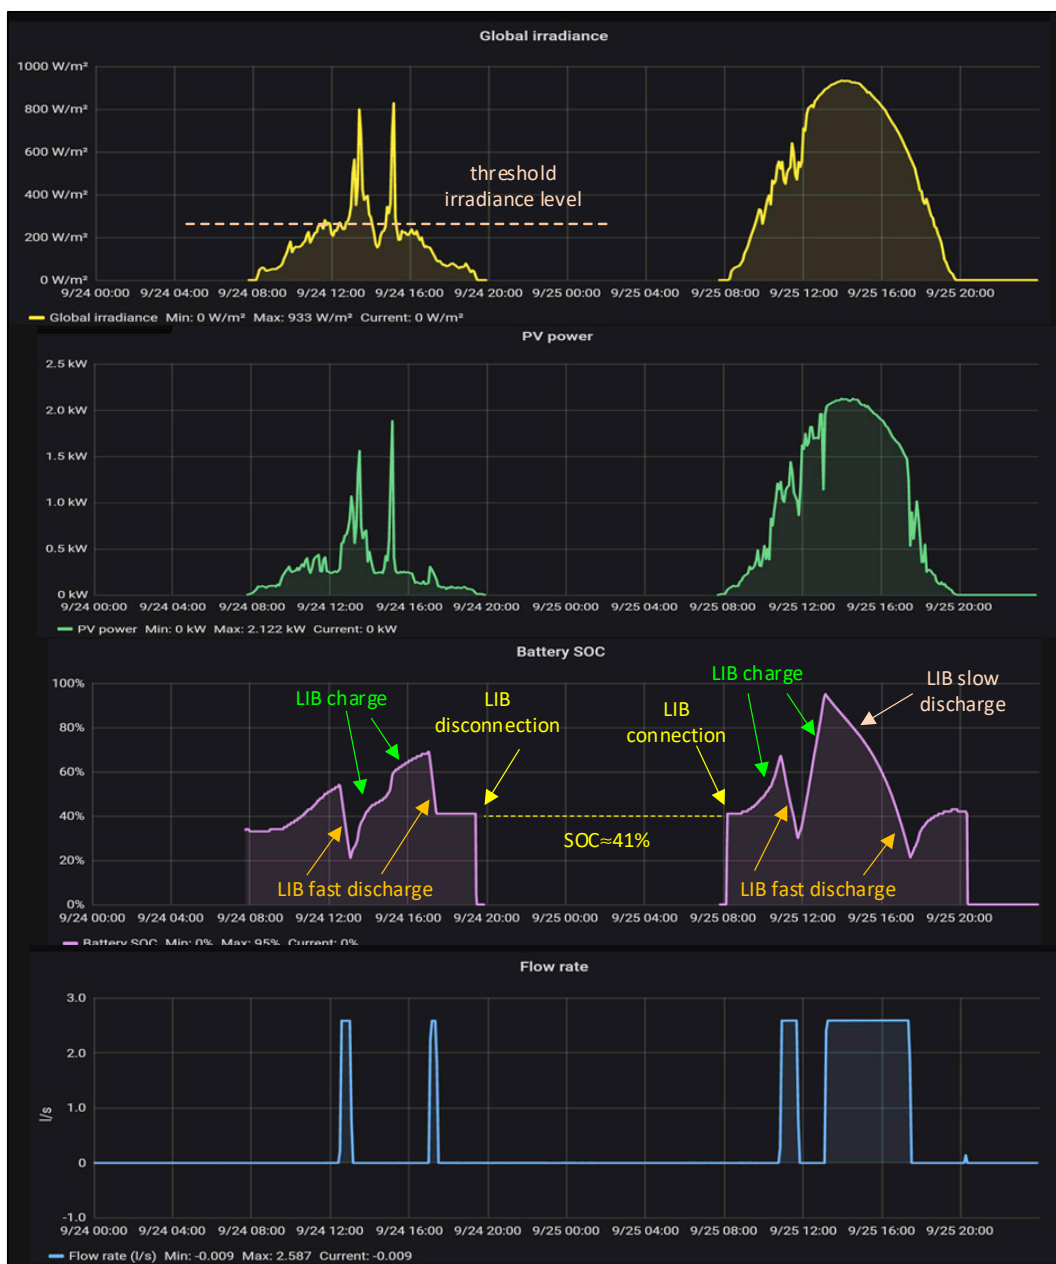 Global irradiance
1000 W/m²
800 W/m²
600 W/m²
400 W/m²
200 W/m²
0 W/m²
threshold
irradiance level
9/24 00:00 9/24 04:00 9/24 08:00 9/24 12:00 9/24 16:00 9/24 20:00 9/25 00:00 9/25 04:00 9/25 08:00 9/25 12:00 9/25 16:00 9/25 20:00
Global irradiance Min: 0 W/m² Max: 933 W/m² Current: 0 W/m²
PV power
2.5 kW
2.0 kW
1.5 kW
1.0 kW
0.5 kW
0 kW
9/24 00:00 9/24 04:00 9/24 08:00 9/24 12:00 9/24 16:00 9/24 20:00 9/25 00:00 9/25 04:00 9/25 08:00 9/25 12:00 9/25 16:00 9/25 20:00
PV power Min: 0 kW Max: 2.122 kW Current: 0 kW
Battery SOC
100%
80%
60%
40%
20%
0%
LIB charge
LIB
disconnection
LIB
connection
LIB charge
LIB slow
discharge
SOC≈41%
LIB fast discharge
LIB fast discharge
9/24 00:00 9/24 04:00 9/24 08:00 9/24 12:00 9/24 16:00 9/24 20:00 9/25 00:00 9/25 04:00 9/25 08:00 9/25 12:00 9/25 16:00 9/25 20:00
Battery SOC Min: 0% Max: 95% Current: 0%
Flow rate
3.0
2.0
1.0
0
-1.0
l/s
9/24 00:00 9/24 04:00 9/24 08:00 9/24 12:00 9/24 16:00 9/24 20:00 9/25 00:00 9/25 04:00 9/25 08:00 9/25 12:00 9/25 16:00 9/25 20:00
Flow rate (l/s) Min: -0.009 Max: 2.587 Current: -0.009